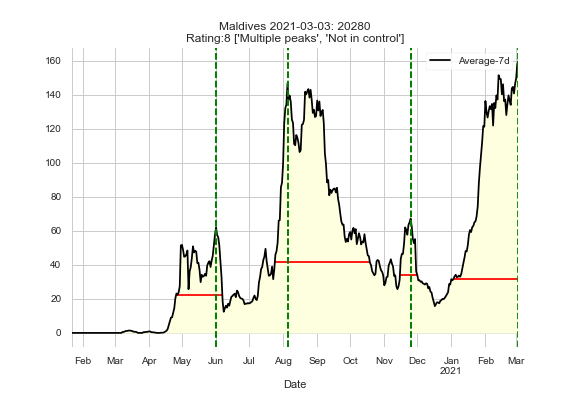 Maldives 2021-03-03: 20280
Rating:8 ['Multiple peaks', 'Not in control']
Average-7d
160
140
120
100
80
60
40
20
0
Feb Mar Apr May Jun Jul Aug Sep Oct Nov Dec Jan Feb Mar
2021
Date